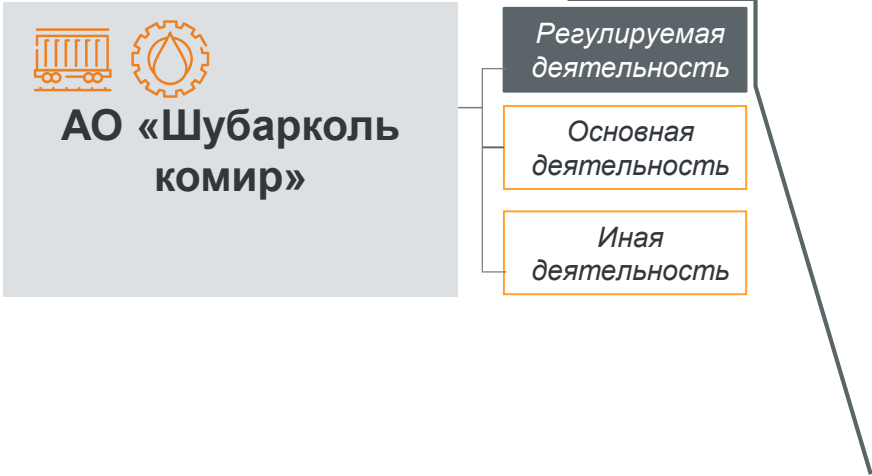 АО «Шубарколь
комир»
Регулируемая
деятельность
Основная
деятельность
Иная
деятельность